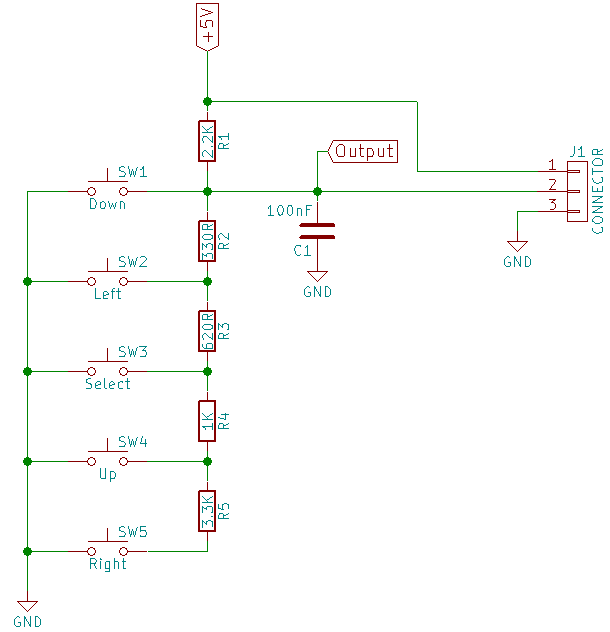 +5V
2.2K
R1
Output
J1
1
2
3
CONNECTOR
SW1
Down
100nF
C1
GND
GND
330R
R2
SW2
Left
620R
R3
SW3
Select
1K
R4
SW4
Up
3.3K
R5
SW5
Right
GND